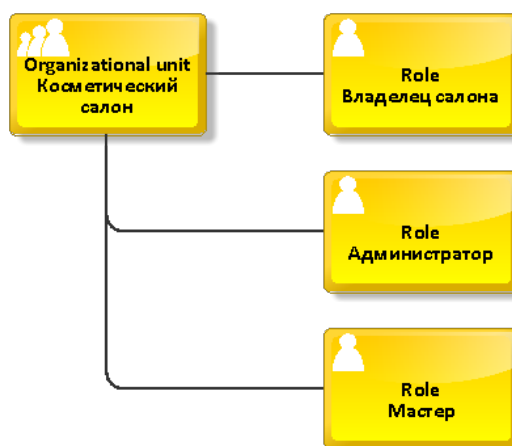 Organizational unit
Косметический
салон
Role
Владелец салона
Role
Администратор
Role
Мастер